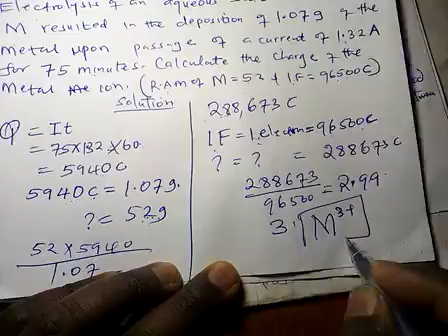 Electrolysis of an aqueous
M resulted in the deposition of 1.07g of the
Metal upon passage of a current of 1.32A
for 75 minutes. Calculate the charge of the
Metal ion. (R.Am of M = 52 + 1.F = 96500C)
Solution
Q = It
= 75 x 1.32 x 60
= 5940C
5940C = 1.07g.
? = 52g
52 x 5940
1.07
288,673 C
1F = 1.electron = 96500C
? = ? = 288673C
288673
96500
= 2.99
3. M3+